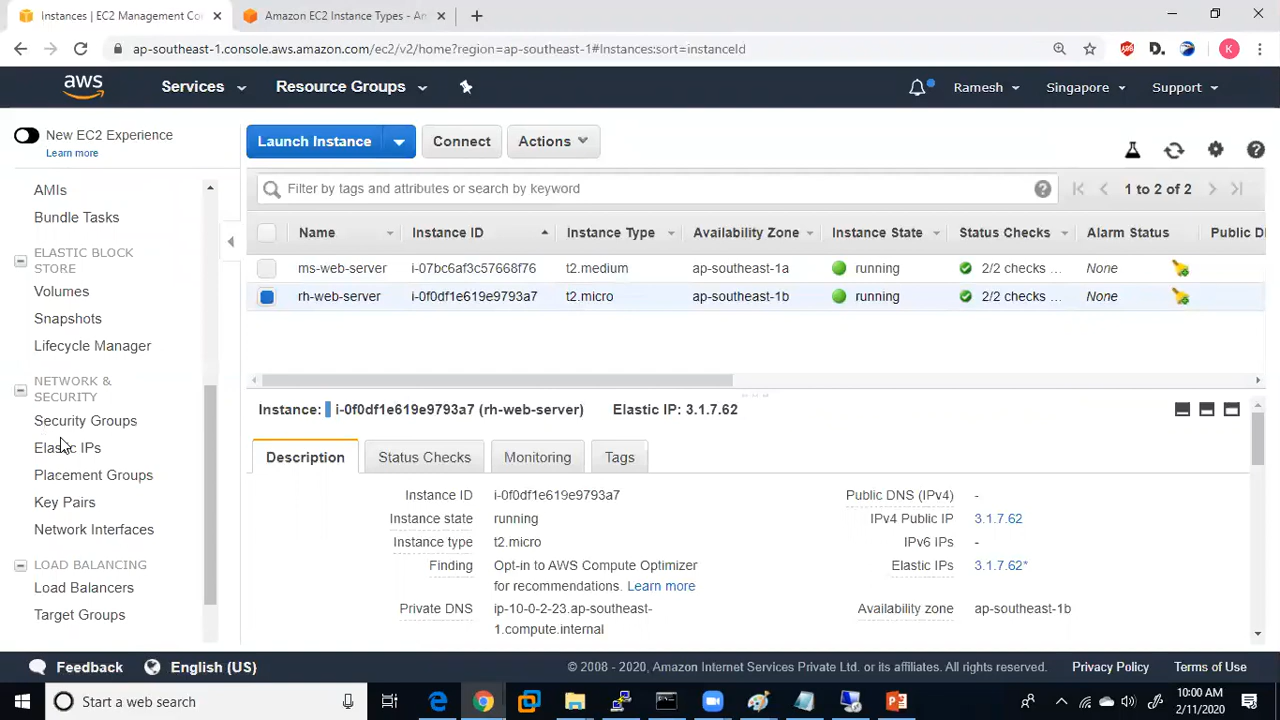 Instances | EC2 Management Co
Amazon EC2 Instance Types - Am
ap-southeast-1.console.aws.amazon.com/ec2/v2/home?region=ap-southeast-1#Instances:sort=instanceId
ABP
D.
K
aws
Services
Resource Groups
Ramesh
Singapore
Support
New EC2 Experience
Learn more
AMIs
Bundle Tasks
ELASTIC BLOCK
STORE
Volumes
Snapshots
Lifecycle Manager
NETWORK &
SECURITY
Security Groups
Elastic IPs
Placement Groups
Key Pairs
Network Interfaces
LOAD BALANCING
Load Balancers
Target Groups
Launch Instance
Connect
Actions
Filter by tags and attributes or search by keyword
1 to 2 of 2
Name Instance ID Instance Type Availability Zone Instance State Status Checks Alarm Status Public D
ms-web-server i-07bc6af3c57668f76 t2.medium ap-southeast-1a running 2/2 checks ... None
rh-web-server i-0f0df1e619e9793a7 t2.micro ap-southeast-1b running 2/2 checks ... None
Instance: i-0f0df1e619e9793a7 (rh-web-server) Elastic IP: 3.1.7.62
Description Status Checks Monitoring Tags
Instance ID i-0f0df1e619e9793a7 Public DNS (IPv4) -
Instance state running IPv4 Public IP 3.1.7.62
Instance type t2.micro IPv6 IPs -
Finding Opt-in to AWS Compute Optimizer Elastic IPs 3.1.7.62*
for recommendations. Learn more
Private DNS ip-10-0-2-23.ap-southeast- Availability zone ap-southeast-1b
1.compute.internal
Feedback English (US) © 2008 - 2020, Amazon Internet Services Private Ltd. or its affiliates. All rights reserved. Privacy Policy Terms of Use
Start a web search
10:00 AM
2/11/2020